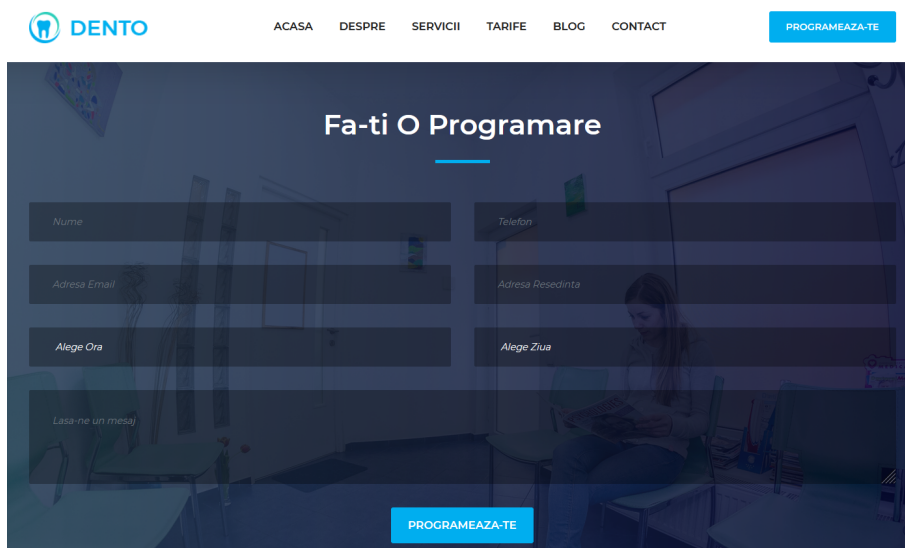 DENTO
ACASA DESPRE SERVICII TARIFE BLOG CONTACT PROGRAMEAZA-TE
Fa-ti O Programare
Nume Telefon
Adresa Email Adresa Resedinta
Alege Ora Alege Ziua
Lasa-ne un mesaj
PROGRAMEAZA-TE